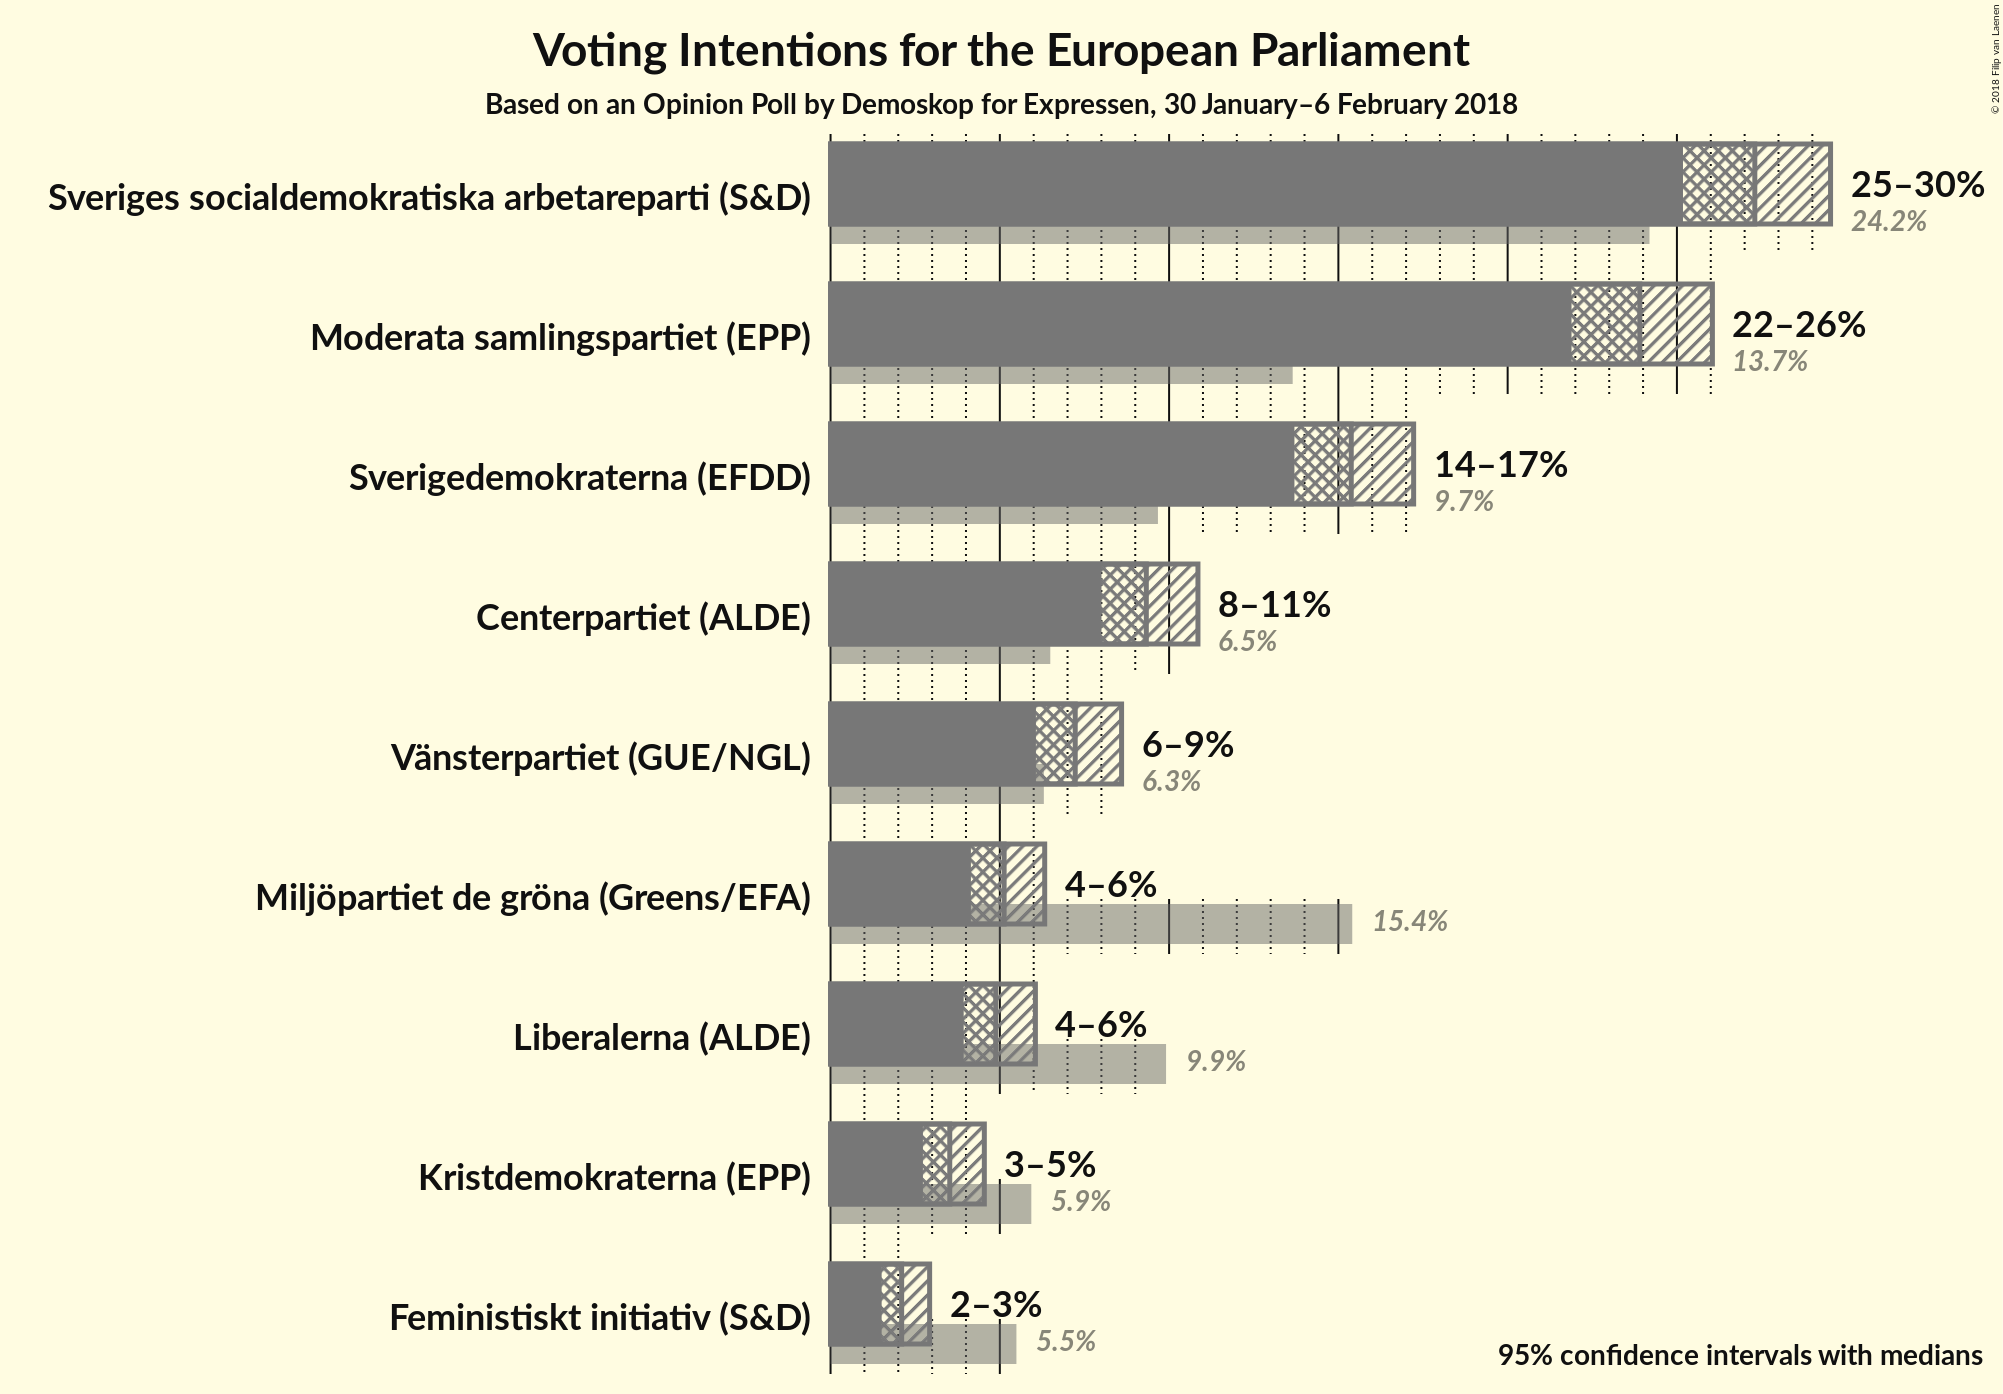 Voting Intentions for the European Parliament
Based on an Opinion Poll by Demoskop for Expressen, 30 January–6 February 2018
© 2018 Filip van Laenen
Sveriges socialdemokratiska arbetareparti (S&D)
25–30%
24.2%
Moderata samlingspartiet (EPP)
22–26%
13.7%
Sverigedemokraterna (EFDD)
14–17%
9.7%
Centerpartiet (ALDE)
8–11%
6.5%
Vänsterpartiet (GUE/NGL)
6–9%
6.3%
Miljöpartiet de gröna (Greens/EFA)
4–6%
15.4%
Liberalerna (ALDE)
4–6%
9.9%
Kristdemokraterna (EPP)
3–5%
5.9%
Feministiskt initiativ (S&D)
2–3%
5.5%
95% confidence intervals with medians